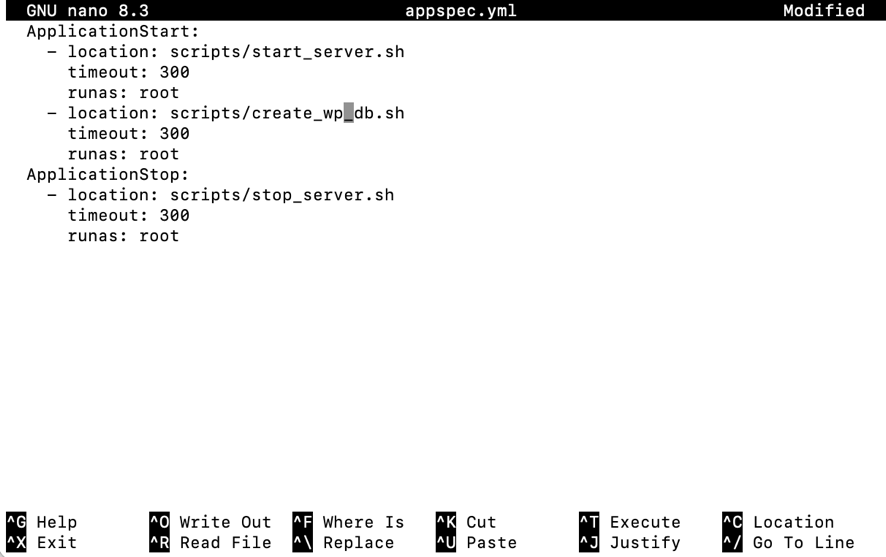 GNU nano 8.3 appspec.yml Modified
ApplicationStart:
  - location: scripts/start_server.sh
    timeout: 300
    runas: root
  - location: scripts/create_wp_db.sh
    timeout: 300
    runas: root
ApplicationStop:
  - location: scripts/stop_server.sh
    timeout: 300
    runas: root
^G Help ^O Write Out ^F Where Is ^K Cut ^T Execute ^C Location
^X Exit ^R Read File ^\ Replace ^U Paste ^J Justify ^/ Go To Line